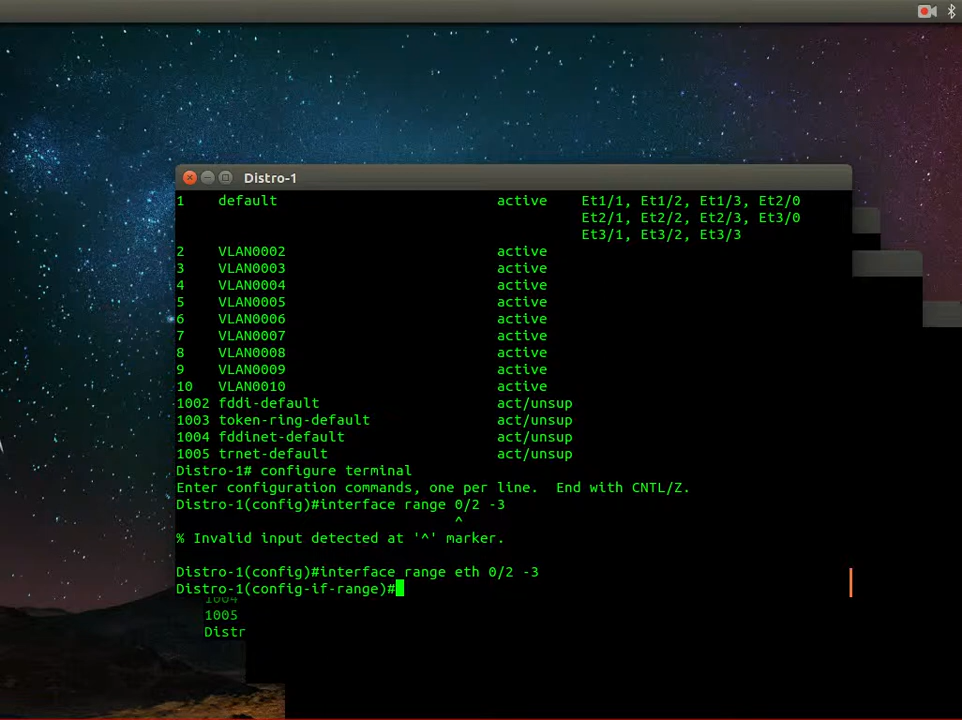 Distro-1
1 default active Et1/1, Et1/2, Et1/3, Et2/0
Et2/1, Et2/2, Et2/3, Et3/0
Et3/1, Et3/2, Et3/3
2 VLAN0002 active
3 VLAN0003 active
4 VLAN0004 active
5 VLAN0005 active
6 VLAN0006 active
7 VLAN0007 active
8 VLAN0008 active
9 VLAN0009 active
10 VLAN0010 active
1002 fddi-default act/unsup
1003 token-ring-default act/unsup
1004 fddinet-default act/unsup
1005 trnet-default act/unsup
Distro-1# configure terminal
Enter configuration commands, one per line. End with CNTL/Z.
Distro-1(config)#interface range 0/2 -3
^
% Invalid input detected at '^' marker.
Distro-1(config)#interface range eth 0/2 -3
Distro-1(config-if-range)#
1004
1005
Distr